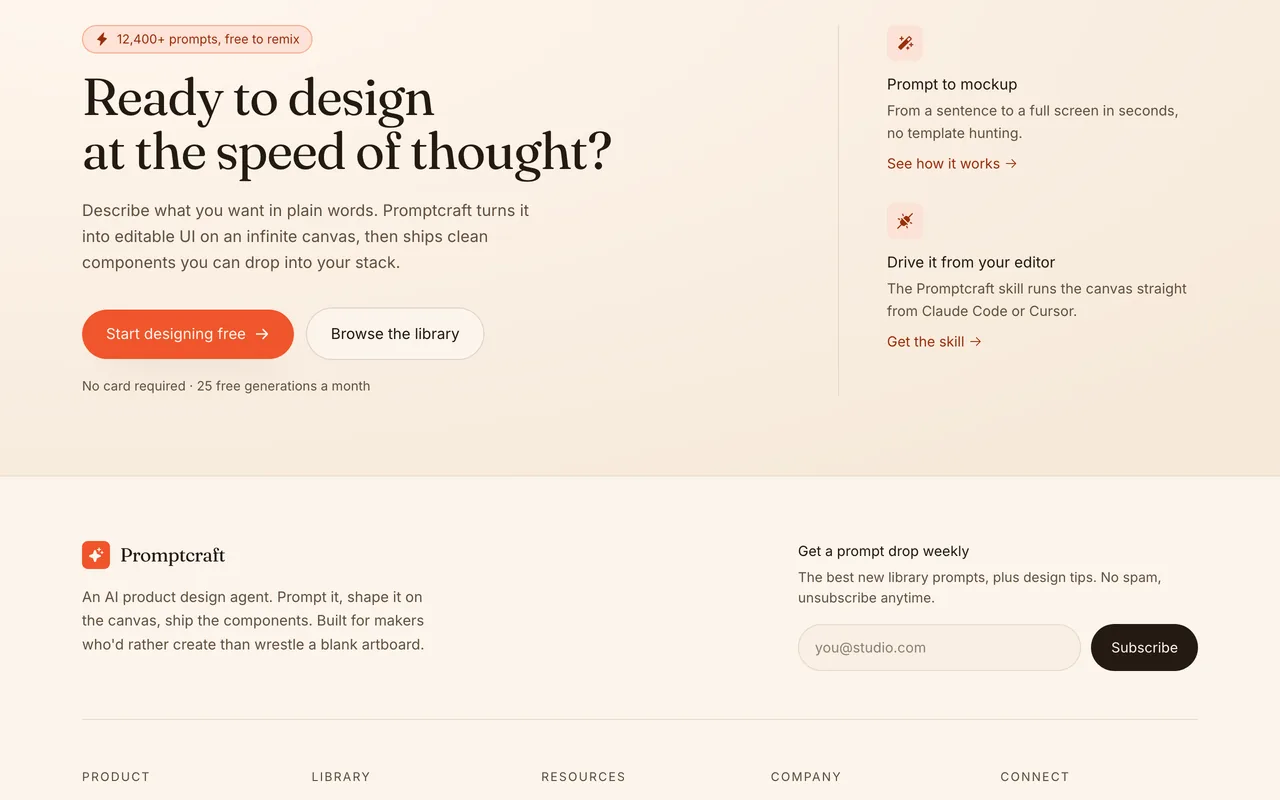 12,400+ prompts, free to remix
Ready to design
at the speed of thought?
Describe what you want in plain words. Promptcraft turns it
into editable UI on an infinite canvas, then ships clean
components you can drop into your stack.
Start designing free →
Browse the library
No card required · 25 free generations a month
Prompt to mockup
From a sentence to a full screen in seconds,
no template hunting.
See how it works →
Drive it from your editor
The Promptcraft skill runs the canvas straight
from Claude Code or Cursor.
Get the skill →
Promptcraft
An AI product design agent. Prompt it, shape it on
the canvas, ship the components. Built for makers
who'd rather create than wrestle a blank artboard.
Get a prompt drop weekly
The best new library prompts, plus design tips. No spam,
unsubscribe anytime.
you@studio.com
Subscribe
PRODUCT
LIBRARY
RESOURCES
COMPANY
CONNECT